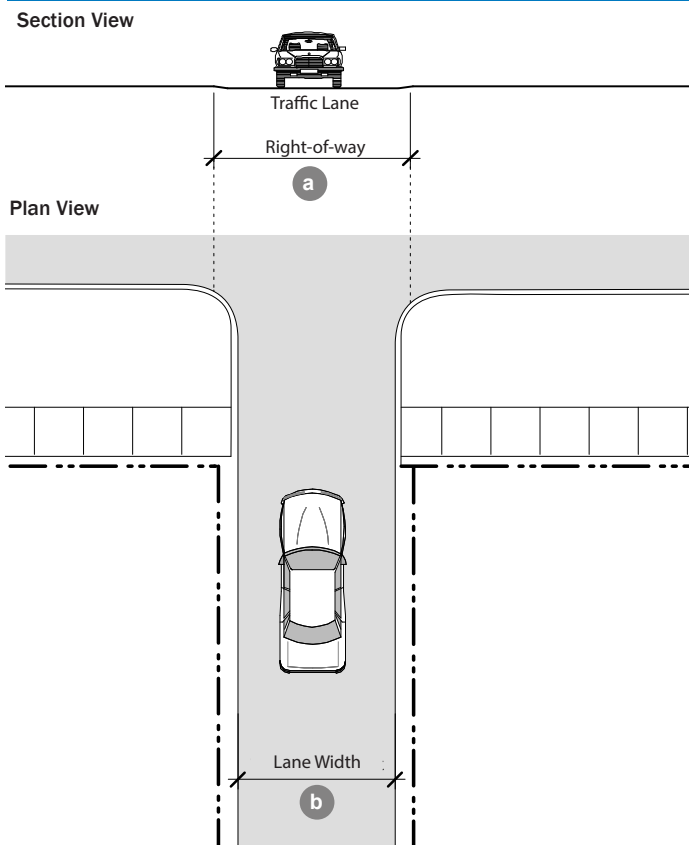 Section View
Traffic Lane
Right-of-way
a
Plan View
Lane Width :
b